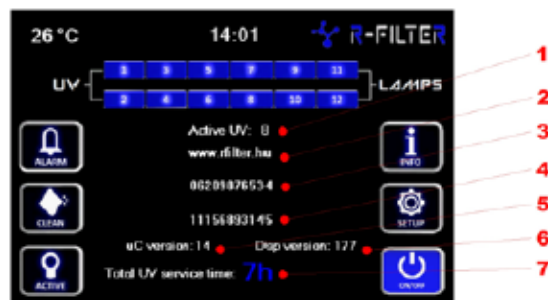 26 °C 14:01 R-FILTER
1 3 5 7 9 11
UV LAMPS
2 4 6 8 10 12
Active UV: 8
www.rfilter.hu
06209876534
11156893145
uC version: 14 Dsp version: 177
Total UV service time: 7h
ALARM
CLEAN
ACTIVE
INFO
SETUP
ON/OFF
1
2
3
4
5
6
7